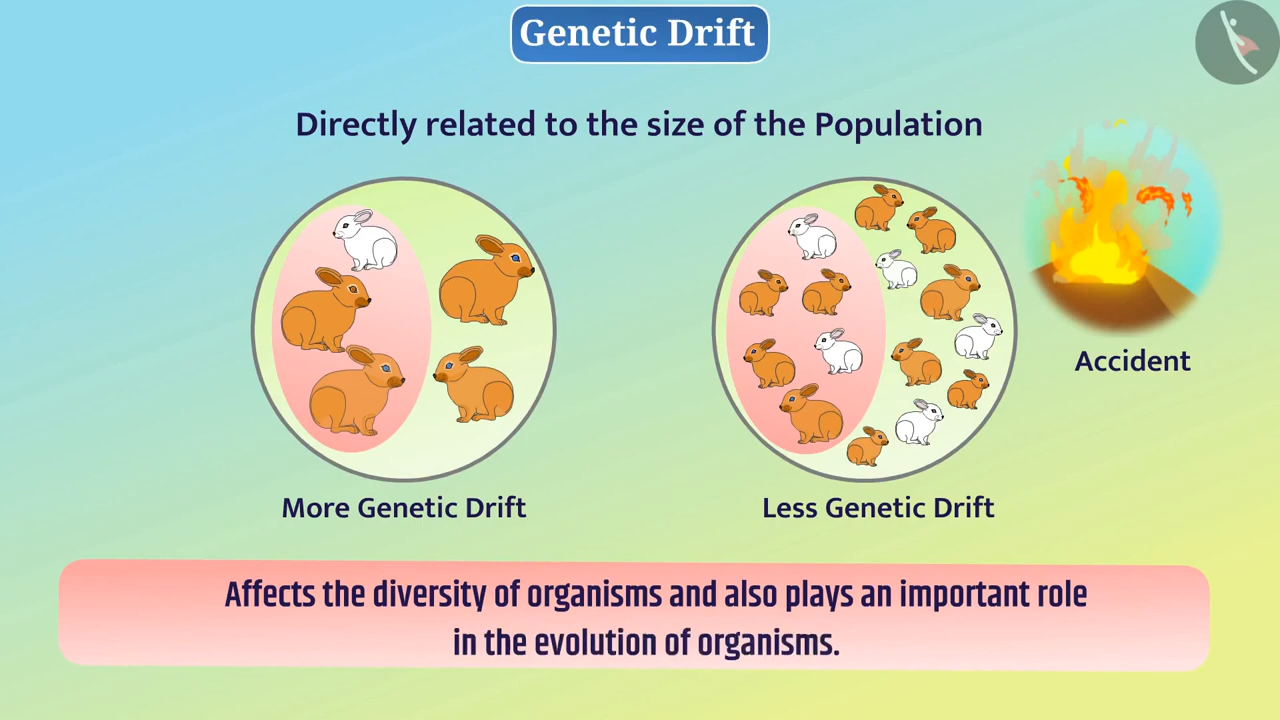 Genetic Drift
Directly related to the size of the Population
Accident
More Genetic Drift
Less Genetic Drift
Affects the diversity of organisms and also plays an important role
in the evolution of organisms.